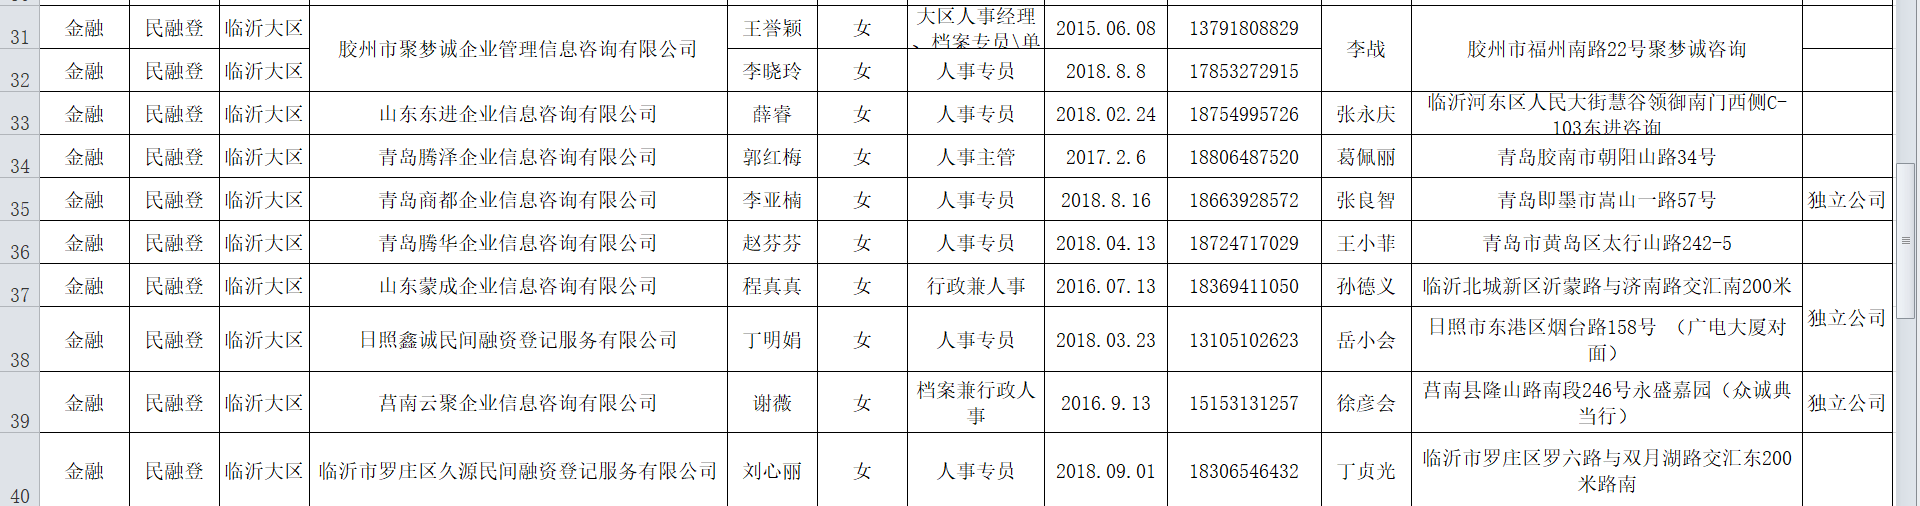 31 金融 民融登 临沂大区 胶州市聚梦诚企业管理信息咨询有限公司 王誉颖 女 大区人事经理 2015.06.08 13791808829 李战 胶州市福州南路22号聚梦诚咨询
、档案专员\单
32 金融 民融登 临沂大区 李晓玲 女 人事专员 2018.8.8 17853272915
33 金融 民融登 临沂大区 山东东进企业信息咨询有限公司 薛睿 女 人事专员 2018.02.24 18754995726 张永庆 临沂河东区人民大街慧谷领御南门西侧C-
103东进咨询
34 金融 民融登 临沂大区 青岛腾泽企业信息咨询有限公司 郭红梅 女 人事主管 2017.2.6 18806487520 葛佩丽 青岛胶南市朝阳山路34号
35 金融 民融登 临沂大区 青岛商都企业信息咨询有限公司 李亚楠 女 人事专员 2018.8.16 18663928572 张良智 青岛即墨市嵩山一路57号 独立公司
36 金融 民融登 临沂大区 青岛腾华企业信息咨询有限公司 赵芬芬 女 人事专员 2018.04.13 18724717029 王小菲 青岛市黄岛区太行山路242-5
37 金融 民融登 临沂大区 山东蒙成企业信息咨询有限公司 程真真 女 行政兼人事 2016.07.13 18369411050 孙德义 临沂北城新区沂蒙路与济南路交汇南200米 独立公司
38 金融 民融登 临沂大区 日照鑫诚民间融资登记服务有限公司 丁明娟 女 人事专员 2018.03.23 13105102623 岳小会 日照市东港区烟台路158号 （广电大厦对
面）
39 金融 民融登 临沂大区 莒南云聚企业信息咨询有限公司 谢薇 女 档案兼行政人 2016.9.13 15153131257 徐彦会 莒南县隆山路南段246号永盛嘉园（众诚典 独立公司
事 当行）
40 金融 民融登 临沂大区 临沂市罗庄区久源民间融资登记服务有限公司 刘心丽 女 人事专员 2018.09.01 18306546432 丁贞光 临沂市罗庄区罗六路与双月湖路交汇东200
米路南